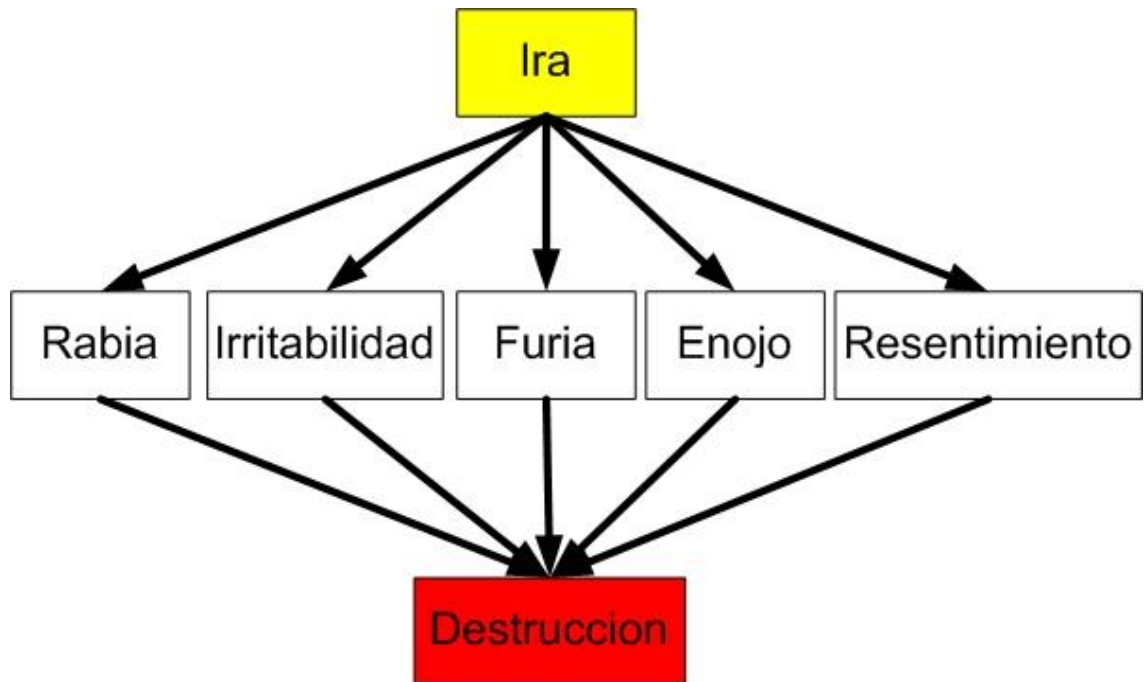 Ira
Rabia
Irritabilidad
Furia
Enojo
Resentimiento
Destruccion